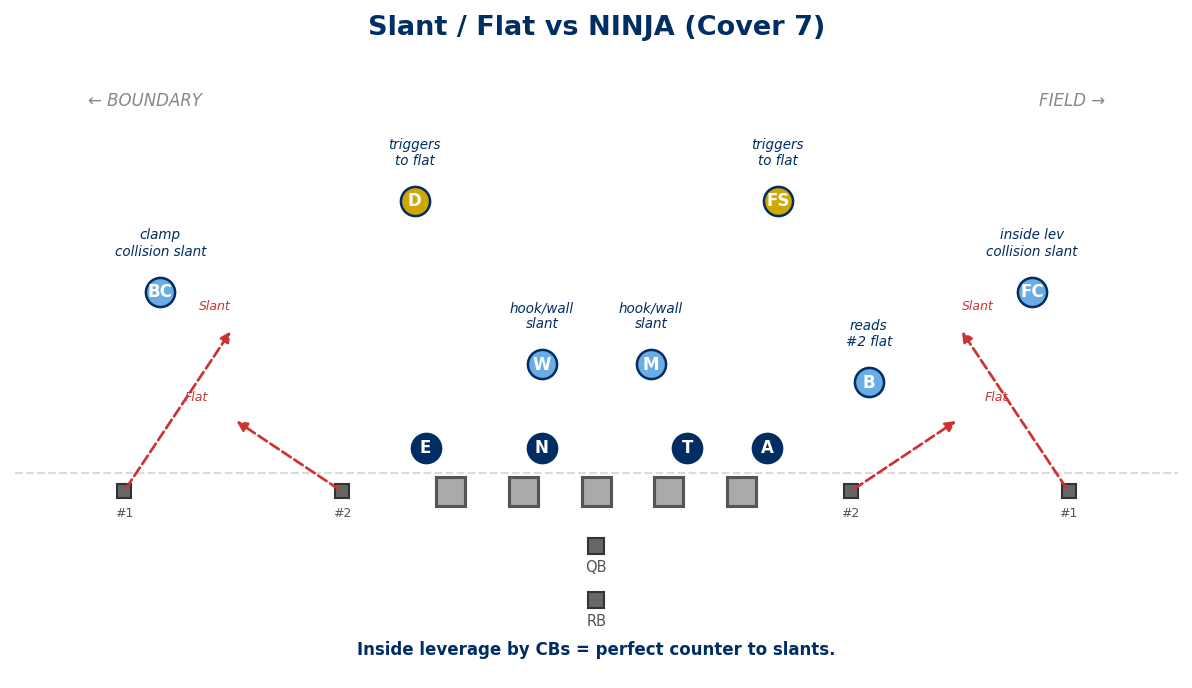 Slant / Flat vs NINJA (Cover 7)
← BOUNDARY
FIELD →
triggers
to flat
triggers
to flat
D
FS
clamp
collision slant
inside lev
collision slant
BC
FC
Slant
Slant
hook/wall
slant
hook/wall
slant
reads
#2 flat
W
M
B
Flat
Flat
E
N
T
A
#1
#2
#2
#1
QB
RB
Inside leverage by CBs = perfect counter to slants.